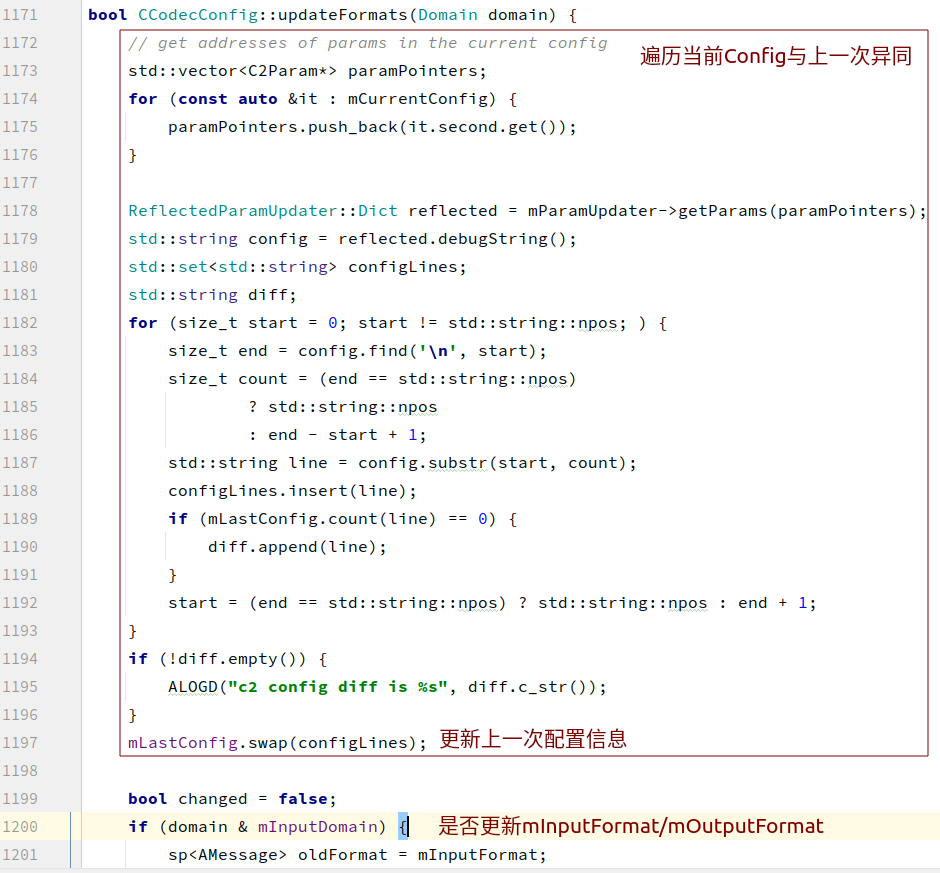 1171 bool CCodecConfig::updateFormats(Domain domain) {
1172 // get addresses of params in the current config
遍历当前Config与上一次异同
1173 std::vector<C2Param*> paramPointers;
1174 for (const auto &it : mCurrentConfig) {
1175 paramPointers.push_back(it.second.get());
1176 }
1177
1178 ReflectedParamUpdater::Dict reflected = mParamUpdater->getParams(paramPointers);
1179 std::string config = reflected.debugString();
1180 std::set<std::string> configLines;
1181 std::string diff;
1182 for (size_t start = 0; start != std::string::npos; ) {
1183 size_t end = config.find('\n', start);
1184 size_t count = (end == std::string::npos)
1185 ? std::string::npos
1186 : end - start + 1;
1187 std::string line = config.substr(start, count);
1188 configLines.insert(line);
1189 if (mLastConfig.count(line) == 0) {
1190 diff.append(line);
1191 }
1192 start = (end == std::string::npos) ? std::string::npos : end + 1;
1193 }
1194 if (!diff.empty()) {
1195 ALOGD("c2 config diff is %s", diff.c_str());
1196 }
1197 mLastConfig.swap(configLines); 更新上一次配置信息
1198
1199 bool changed = false;
1200 if (domain & mInputDomain) { 是否更新mInputFormat/mOutputFormat
1201 sp<AMessage> oldFormat = mInputFormat;